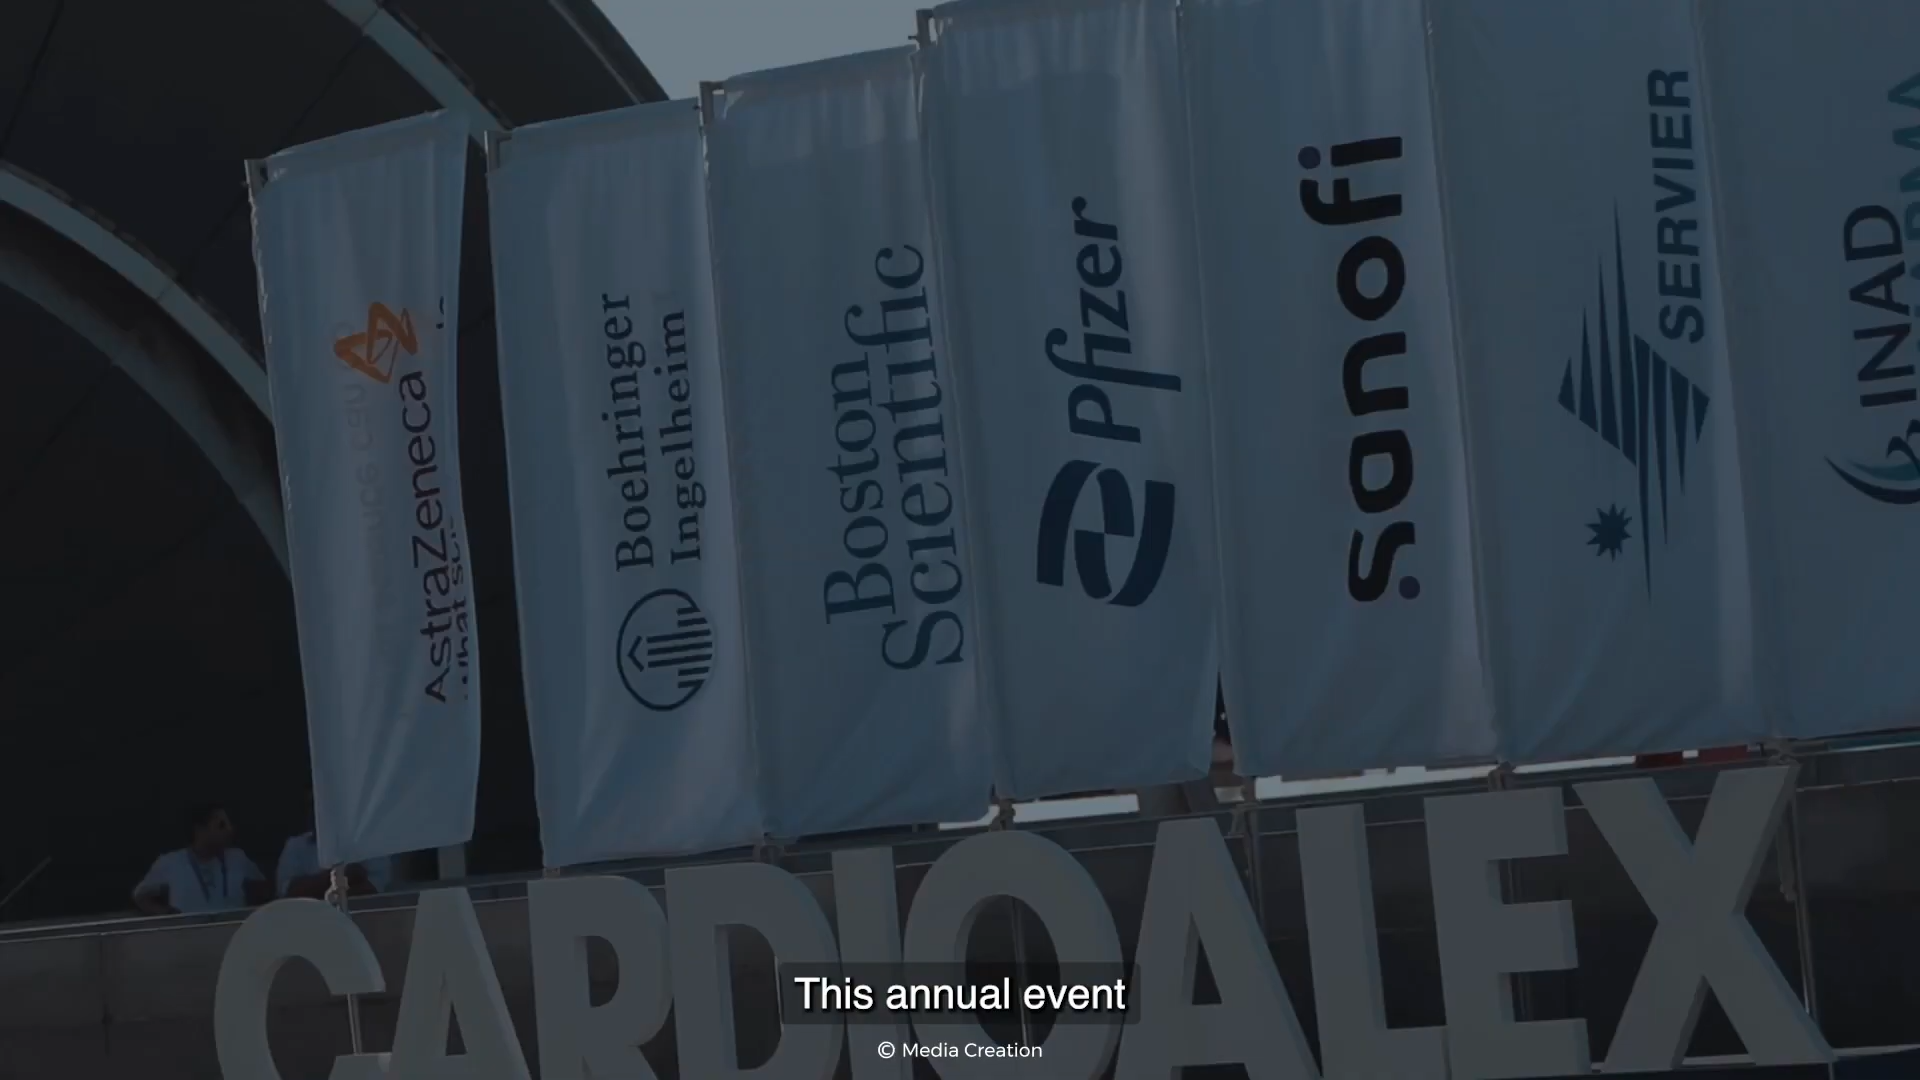 AstraZeneca
Boehringer
Ingelheim
Boston
Scientific
Pfizer
sanofi
SERVIER
INAD
CARDIOALEX
This annual event
© Media Creation